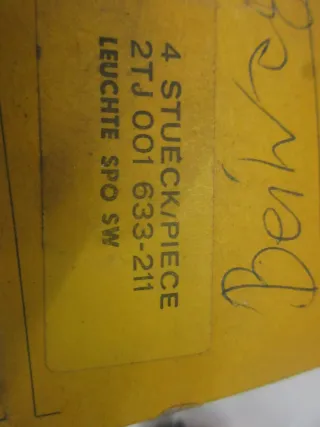 4 STUECK/PIECE
2TJ 001 633-211
LEUCHTE SPO SW